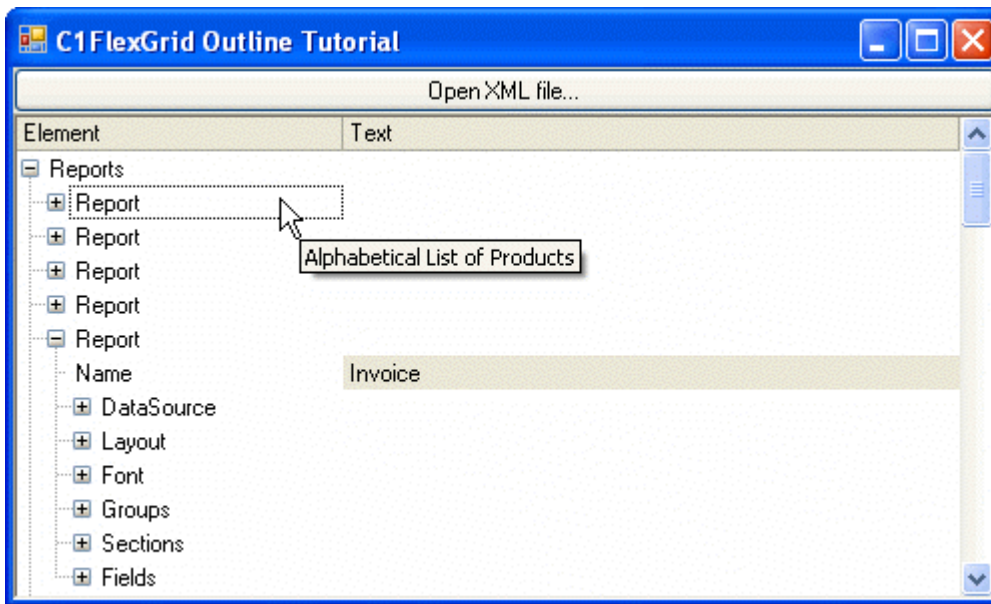 C1FlexGrid Outline Tutorial
Open XML file...
Element Text
Reports
Report
Report
Alphabetical List of Products
Report
Report
Report
Name Invoice
DataSource
Layout
Font
Groups
Sections
Fields